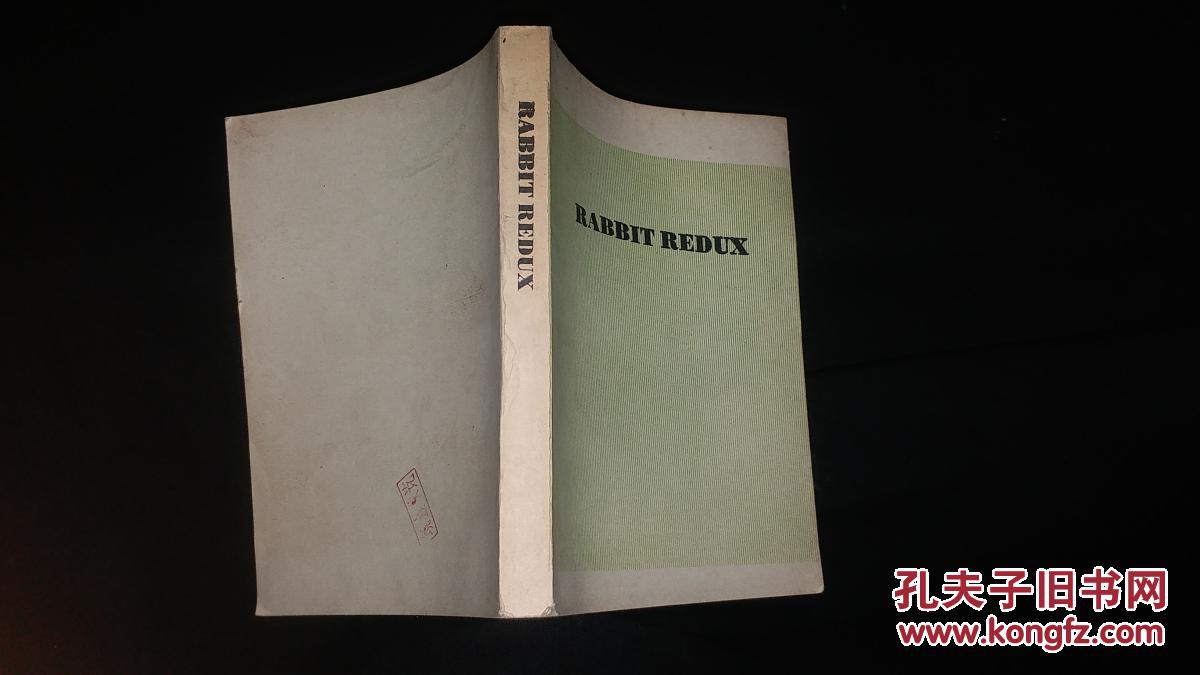 RABBIT REDUX
RABBIT REDUX
孔夫子旧书网
www.kongfz.com